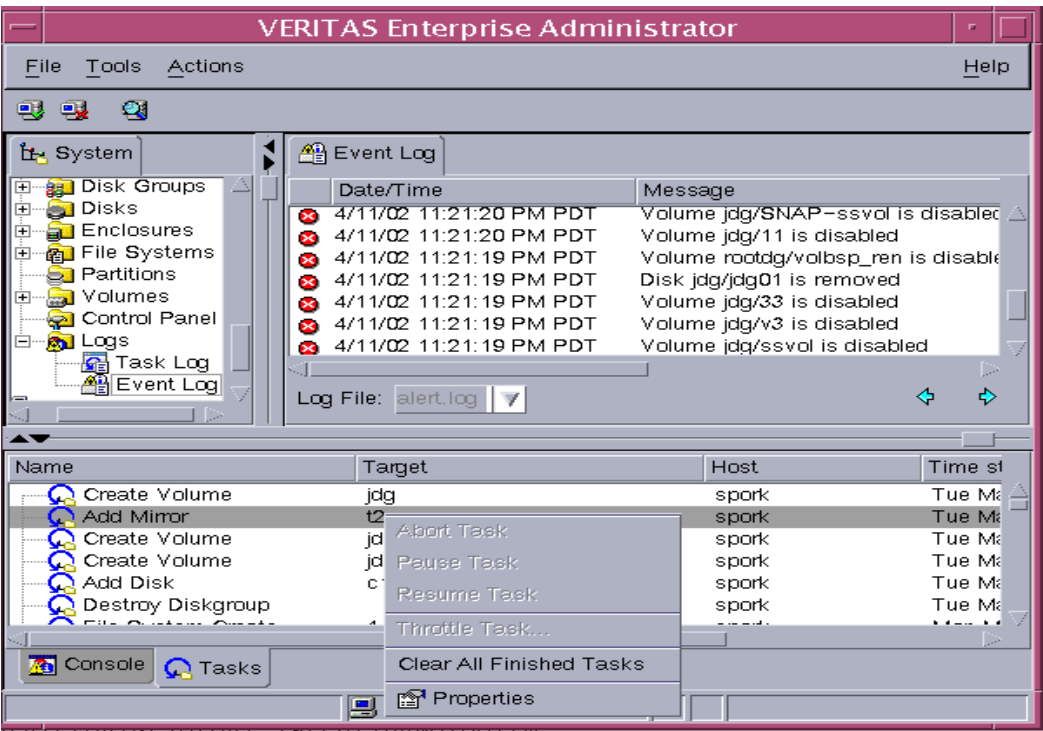 VERITAS Enterprise Administrator
File Tools Actions Help
System
Disk Groups
Disks
Enclosures
File Systems
Partitions
Volumes
Control Panel
Logs
Task Log
Event Log
Event Log
Date/Time Message
4/11/02 11:21:20 PM PDT Volume jdg/SNAP-ssvol is disabled
4/11/02 11:21:20 PM PDT Volume jdg/11 is disabled
4/11/02 11:21:19 PM PDT Volume rootdg/volbsp_ren is disable
4/11/02 11:21:19 PM PDT Disk jdg/jdg01 is removed
4/11/02 11:21:19 PM PDT Volume jdg/33 is disabled
4/11/02 11:21:19 PM PDT Volume jdg/v3 is disabled
4/11/02 11:21:19 PM PDT Volume jdg/ssvol is disabled
Log File: alert.log
Name Target Host Time st
Create Volume jdg spork Tue Ma
Add Mirror t2 spork Tue Ma
Create Volume jd spork Tue Ma
Create Volume jd spork Tue Ma
Add Disk c spork Tue Ma
Destroy Diskgroup spork Tue Ma
File System Create
Abort Task
Pause Task
Resume Task
Throttle Task...
Clear All Finished Tasks
Properties
Console Tasks